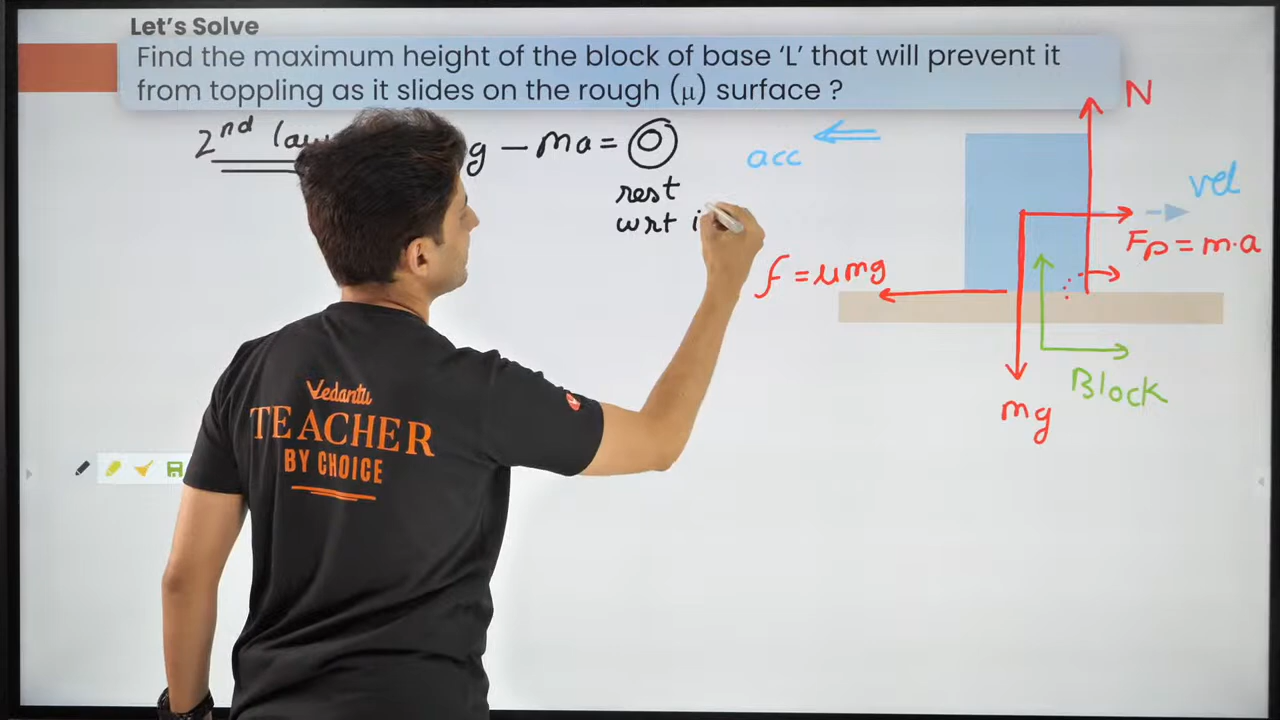 Let's Solve
Find the maximum height of the block of base 'L' that will prevent it
from toppling as it slides on the rough (μ) surface ?
2nd law
g − ma = 0
rest
wrt i
acc
N
vel
Fp = m·a
f = μmg
Block
mg
Vedantu
TEACHER
BY CHOICE